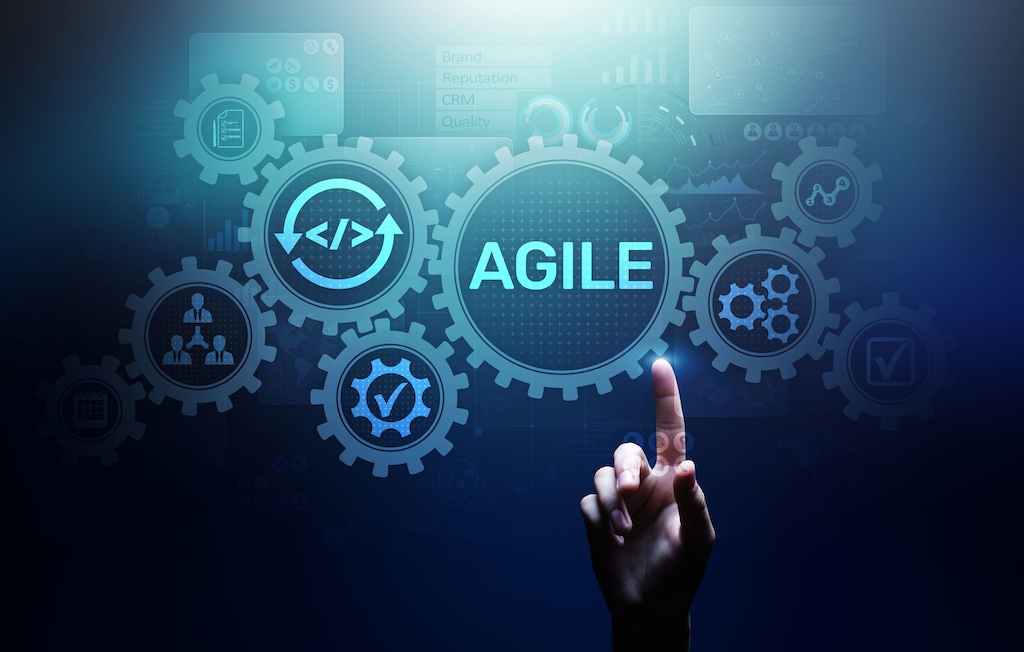 Brand
Reputation
CRM
Quality
</>
AGILE